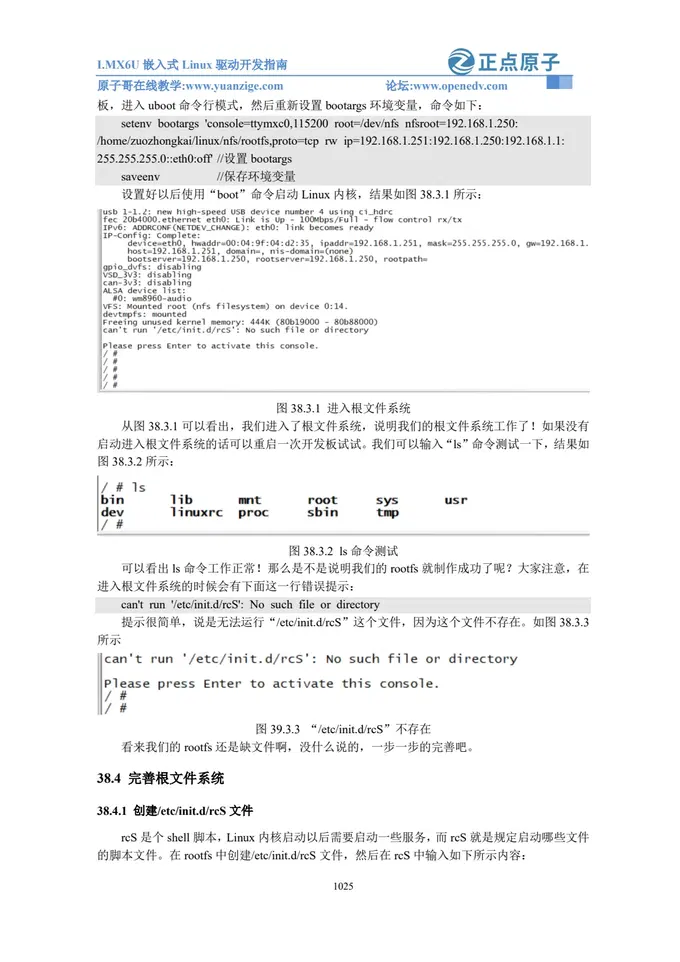 I.MX6U 嵌入式 Linux 驱动开发指南
正点原子
原子哥在线教学:www.yuanzige.com 论坛:www.openedv.com
板，进入 uboot 命令行模式，然后重新设置 bootargs 环境变量，命令如下：
setenv bootargs 'console=ttymxc0,115200 root=/dev/nfs nfsroot=192.168.1.250:
/home/zuozhongkai/linux/nfs/rootfs,proto=tcp rw ip=192.168.1.251:192.168.1.250:192.168.1.1:
255.255.255.0::eth0:off' //设置 bootargs
saveenv //保存环境变量
设置好以后使用“boot”命令启动 Linux 内核，结果如图 38.3.1 所示：
usb 1-1.2: new high-speed USB device number 4 using ci_hdrc
fec 20b4000.ethernet eth0: Link is Up - 100Mbps/Full - flow control rx/tx
IPv6: ADDRCONF(NETDEV_CHANGE): eth0: link becomes ready
IP-Config: Complete:
device=eth0, hwaddr=00:04:9f:04:d2:35, ipaddr=192.168.1.251, mask=255.255.255.0, gw=192.168.1.
host=192.168.1.251, domain=, nis-domain=(none)
bootserver=192.168.1.250, rootserver=192.168.1.250, rootpath=
gpio_dvfs: disabling
VSD_3V3: disabling
can-3v3: disabling
ALSA device list:
#0: wm8960-audio
VFS: Mounted root (nfs filesystem) on device 0:14.
devtmpfs: mounted
Freeing unused kernel memory: 444K (80b19000 - 80b88000)
can't run '/etc/init.d/rcS': No such file or directory
Please press Enter to activate this console.
/ #
/ #
/ #
/ #
/ #
图 38.3.1 进入根文件系统
从图 38.3.1 可以看出，我们进入了根文件系统，说明我们的根文件系统工作了！如果没有
启动进入根文件系统的话可以重启一次开发板试试。我们可以输入“ls”命令测试一下，结果如
图 38.3.2 所示：
/ # ls
bin lib mnt root sys usr
dev linuxrc proc sbin tmp
/ #
图 38.3.2 ls 命令测试
可以看出 ls 命令工作正常！那么是不是说明我们的 rootfs 就制作成功了呢？大家注意，在
进入根文件系统的时候会有下面这一行错误提示：
can't run '/etc/init.d/rcS': No such file or directory
提示很简单，说是无法运行“/etc/init.d/rcS”这个文件，因为这个文件不存在。如图 38.3.3
所示
can't run '/etc/init.d/rcS': No such file or directory
Please press Enter to activate this console.
/ #
/ #
图 39.3.3 “/etc/init.d/rcS”不存在
看来我们的 rootfs 还是缺文件啊，没什么说的，一步一步的完善吧。
38.4 完善根文件系统
38.4.1 创建/etc/init.d/rcS 文件
rcS 是个 shell 脚本，Linux 内核启动以后需要启动一些服务，而 rcS 就是规定启动哪些文件
的脚本文件。在 rootfs 中创建/etc/init.d/rcS 文件，然后在 rcS 中输入如下所示内容：
1025